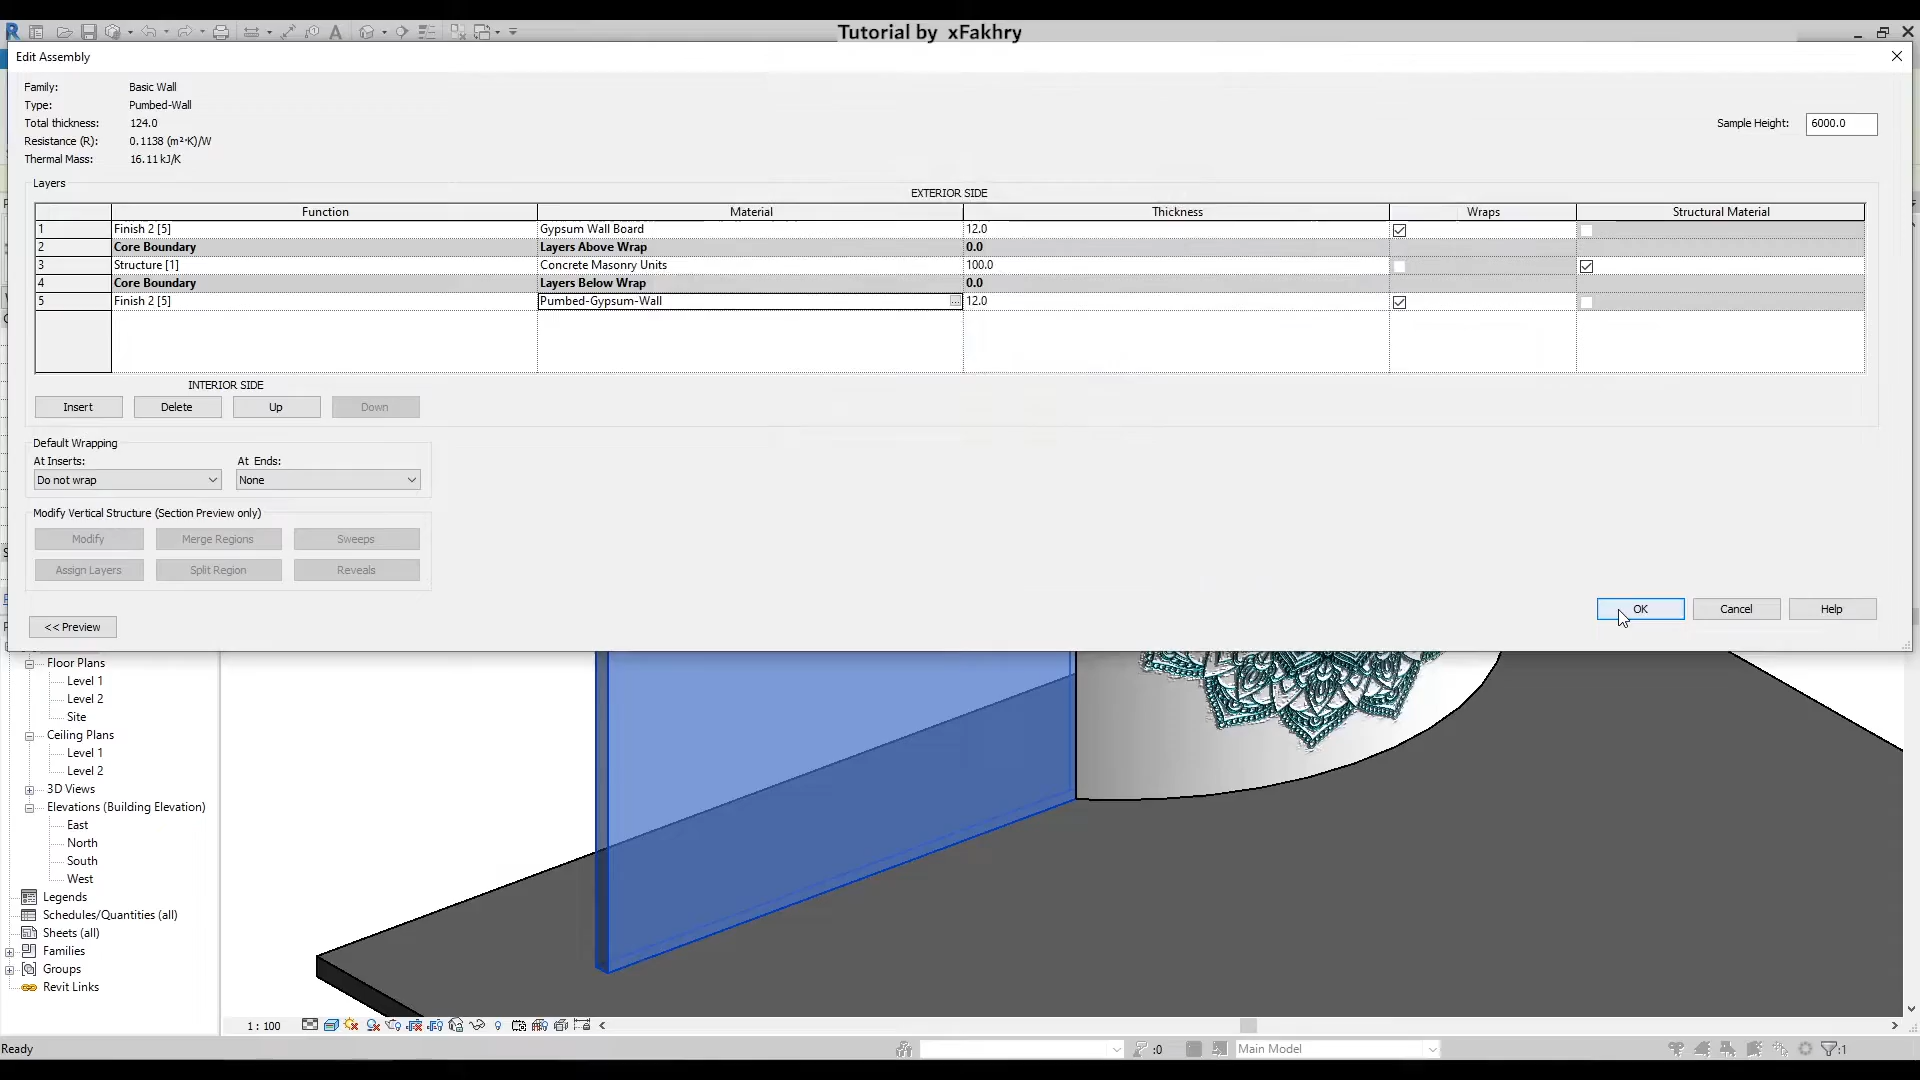 Tutorial by xFakhry
Edit Assembly
Family: Basic Wall
Type: Pumbed-Wall
Total thickness: 124.0
Resistance (R): 0.1138 (m²·K)/W
Thermal Mass: 16.11 kJ/K
Sample Height: 6000.0
Layers
EXTERIOR SIDE
Function Material Thickness Wraps Structural Material
1 Finish 2 [5] Gypsum Wall Board 12.0
2 Core Boundary Layers Above Wrap 0.0
3 Structure [1] Concrete Masonry Units 100.0
4 Core Boundary Layers Below Wrap 0.0
5 Finish 2 [5] Pumbed-Gypsum-Wall ... 12.0
INTERIOR SIDE
Insert Delete Up Down
Default Wrapping
At Inserts: At Ends:
Do not wrap None
Modify Vertical Structure (Section Preview only)
Modify Merge Regions Sweeps
Assign Layers Split Region Reveals
OK Cancel Help
<< Preview
Floor Plans
Level 1
Level 2
Site
Ceiling Plans
Level 1
Level 2
3D Views
Elevations (Building Elevation)
East
North
South
West
Legends
Schedules/Quantities (all)
Sheets (all)
Families
Groups
Revit Links
1 : 100
Ready :0 Main Model :1